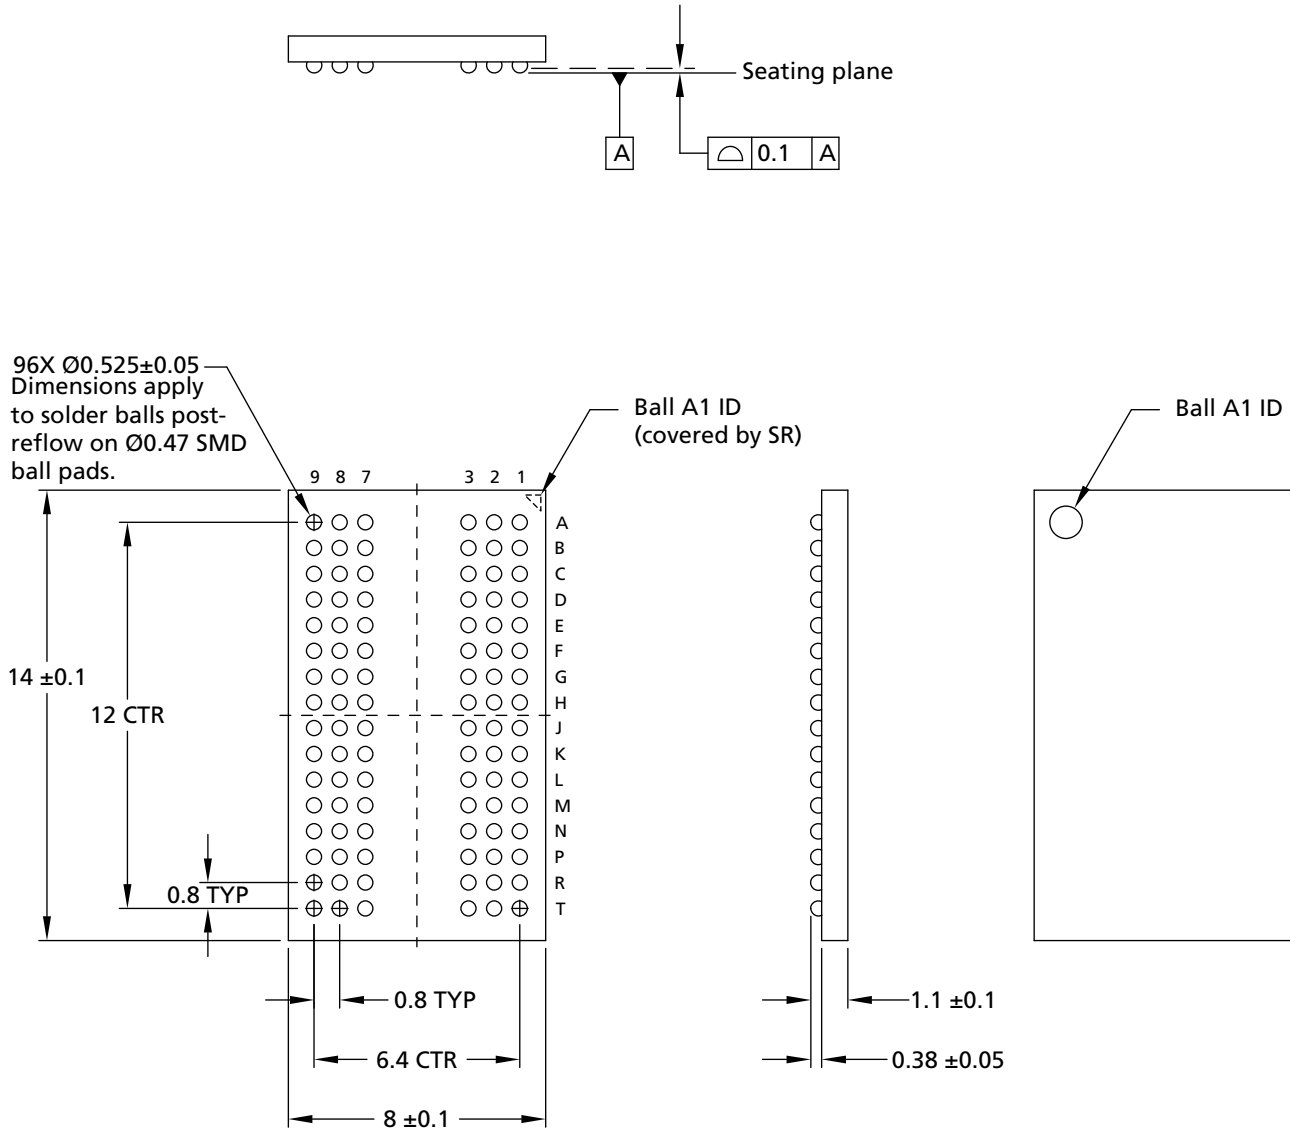 Seating plane
A
0.1 A
96X Ø0.525±0.05
Dimensions apply
to solder balls post-
reflow on Ø0.47 SMD
ball pads.
Ball A1 ID
(covered by SR)
Ball A1 ID
9 8 7 3 2 1
A
B
C
D
E
F
G
H
J
K
L
M
N
P
R
T
14 ±0.1
12 CTR
0.8 TYP
0.8 TYP
6.4 CTR
8 ±0.1
1.1 ±0.1
0.38 ±0.05